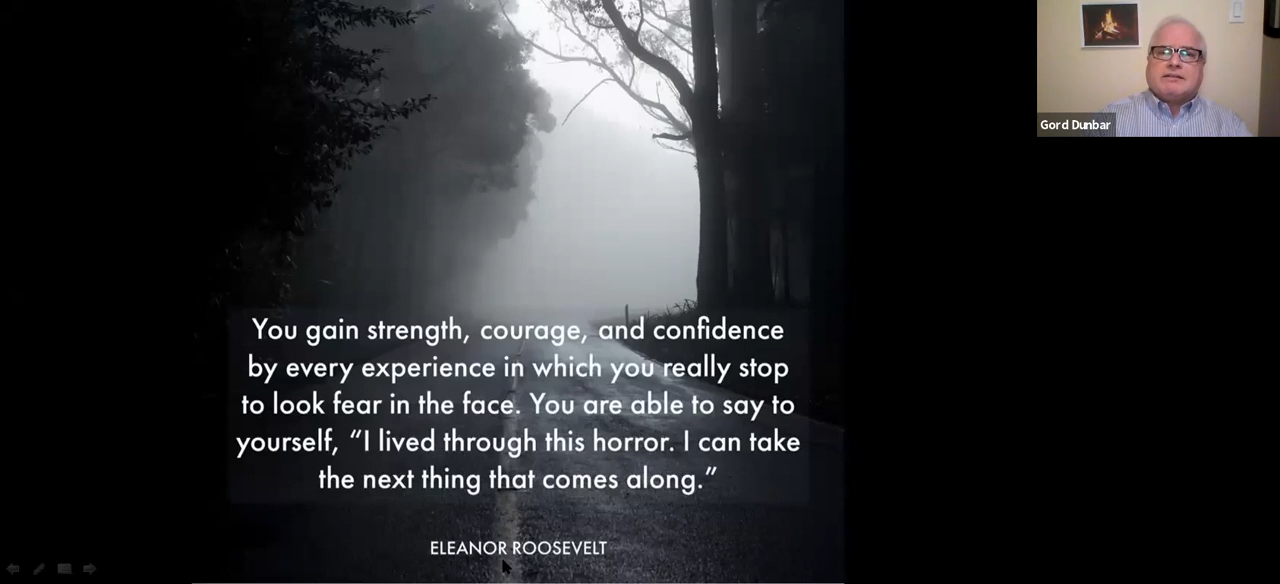 You gain strength, courage, and confidence
by every experience in which you really stop
to look fear in the face. You are able to say to
yourself, “I lived through this horror. I can take
the next thing that comes along.”
ELEANOR ROOSEVELT
Gord Dunbar